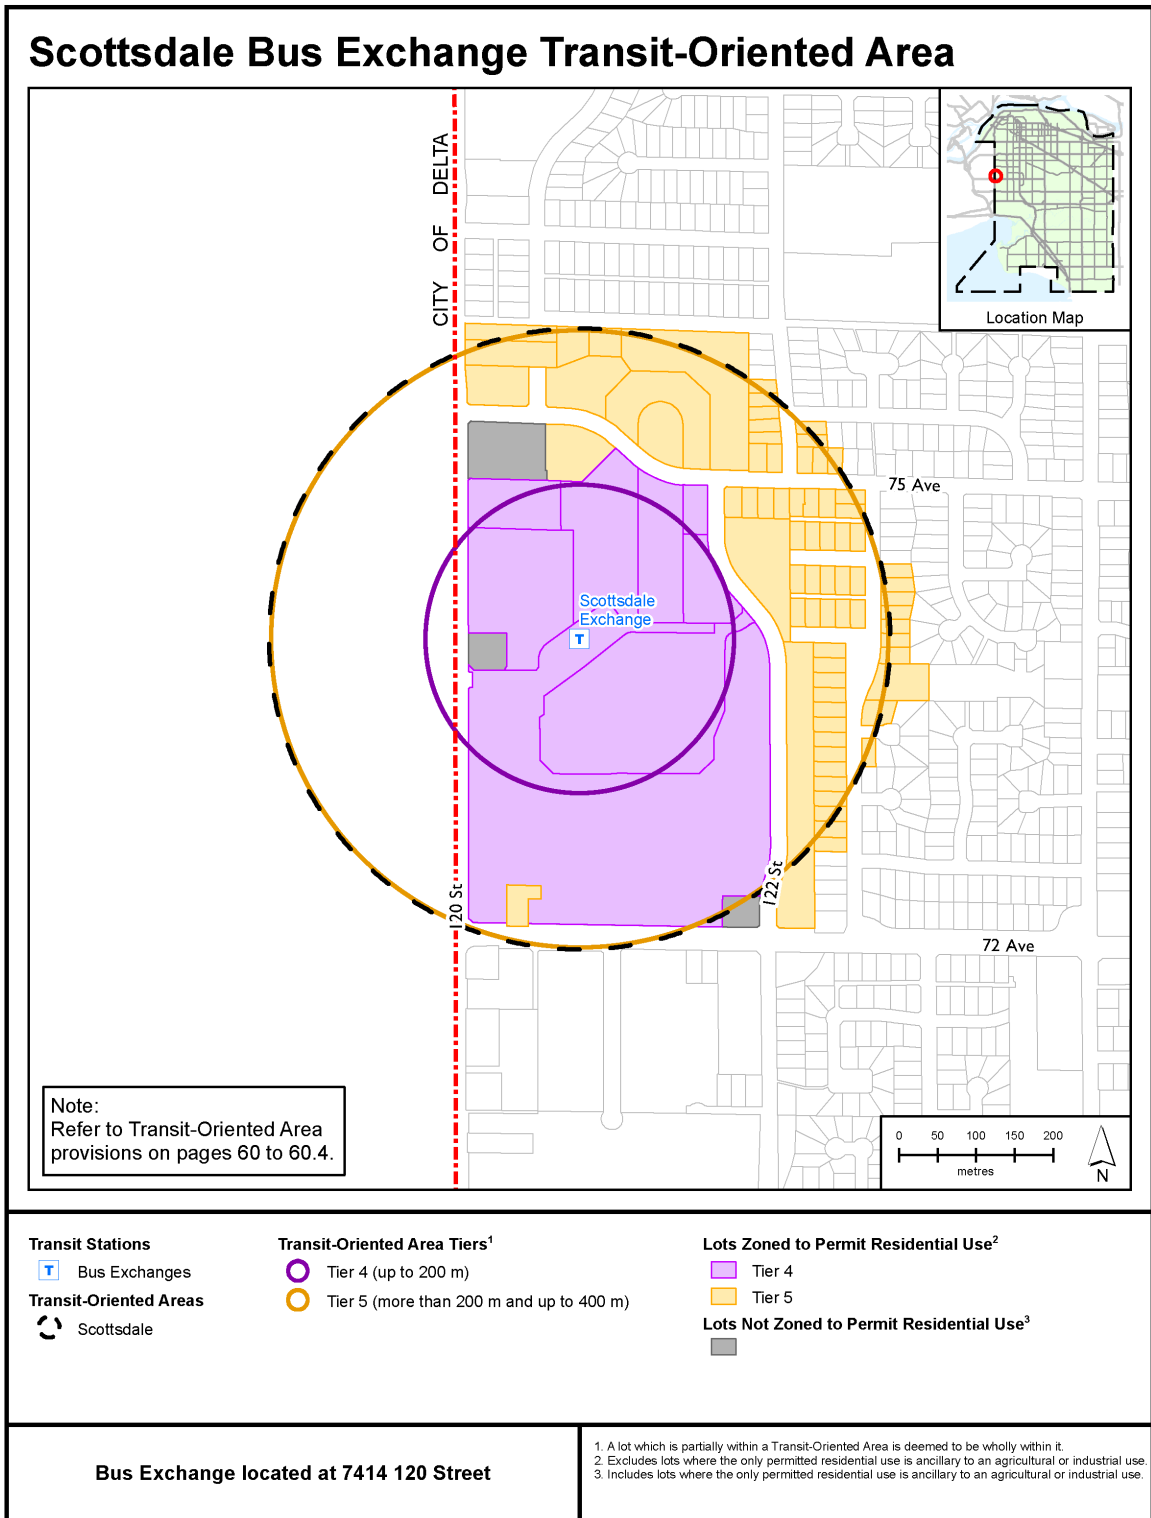 Scottsdale Bus Exchange Transit-Oriented Area
CITY OF DELTA
Location Map
75 Ave
Scottsdale
Exchange
T
120 St
122 St
72 Ave
Note:
Refer to Transit-Oriented Area
provisions on pages 60 to 60.4.
0 50 100 150 200
metres
N
Transit Stations
T Bus Exchanges
Transit-Oriented Areas
Scottsdale
Transit-Oriented Area Tiers1
Tier 4 (up to 200 m)
Tier 5 (more than 200 m and up to 400 m)
Lots Zoned to Permit Residential Use2
Tier 4
Tier 5
Lots Not Zoned to Permit Residential Use3
Bus Exchange located at 7414 120 Street
1. A lot which is partially within a Transit-Oriented Area is deemed to be wholly within it.
2. Excludes lots where the only permitted residential use is ancillary to an agricultural or industrial use.
3. Includes lots where the only permitted residential use is ancillary to an agricultural or industrial use.